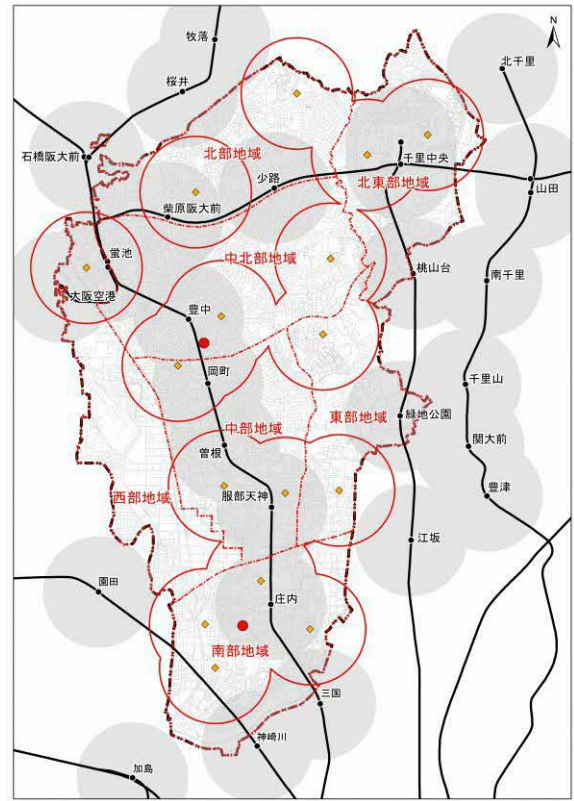 N
牧落
北千里
桜井
石橋阪大前
千里中央
北部地域
少路
北東部地域
山田
柴原阪大前
中北部地域
蛍池
桃山台
南千里
大阪空港
豊中
岡町
千里山
東部地域
緑地公園
中部地域
曽根
関大前
西部地域
服部天神
豊津
江坂
園田
庄内
南部地域
三国
神崎川
加島